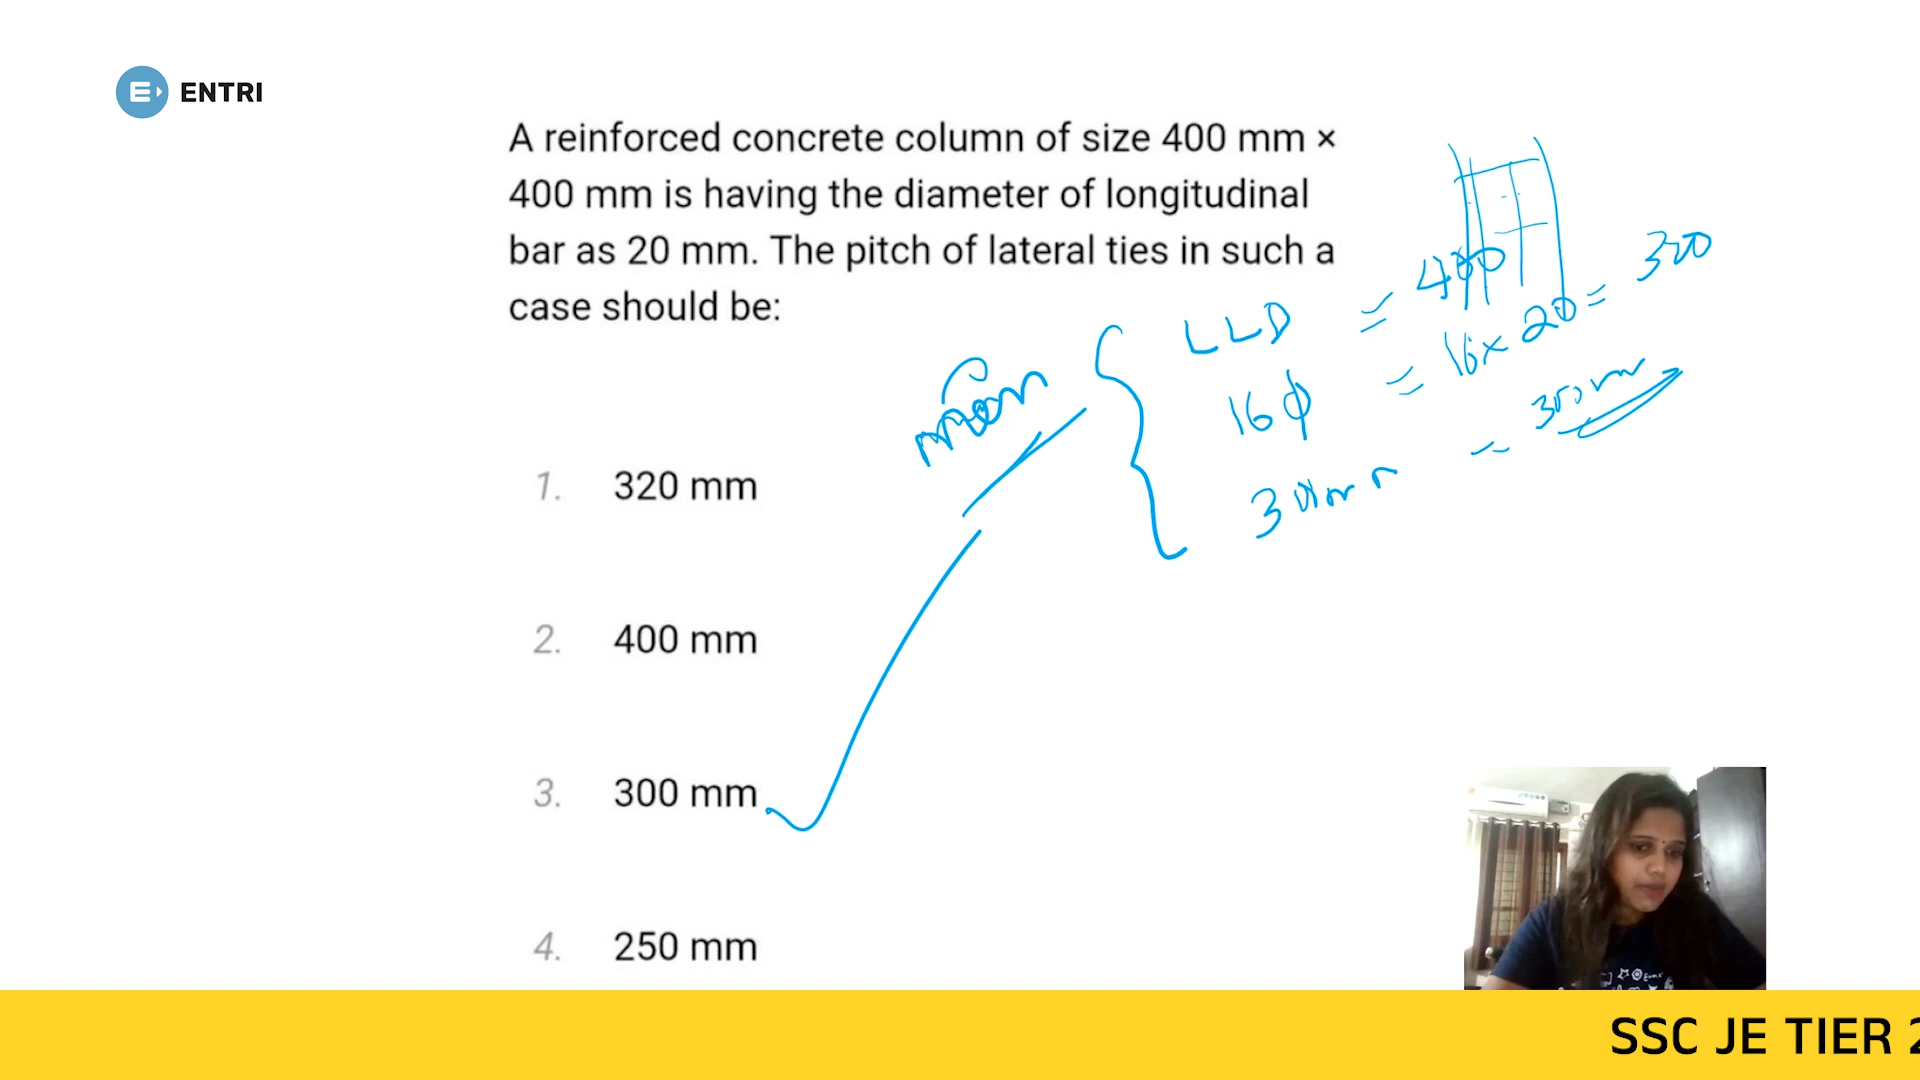 ENTRI
A reinforced concrete column of size 400 mm ×
400 mm is having the diameter of longitudinal
bar as 20 mm. The pitch of lateral ties in such a
case should be:
LLD = 400
16φ = 16 × 20 = 320
= 300 mm
1. 320 mm
2. 400 mm
3. 300 mm
4. 250 mm
SSC JE TIER